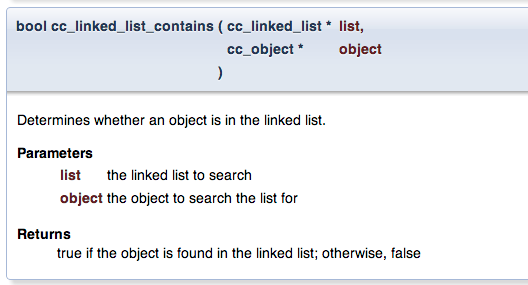 bool cc_linked_list_contains ( cc_linked_list * list,
cc_object * object
)
Determines whether an object is in the linked list.
Parameters
list the linked list to search
object the object to search the list for
Returns
true if the object is found in the linked list; otherwise, false